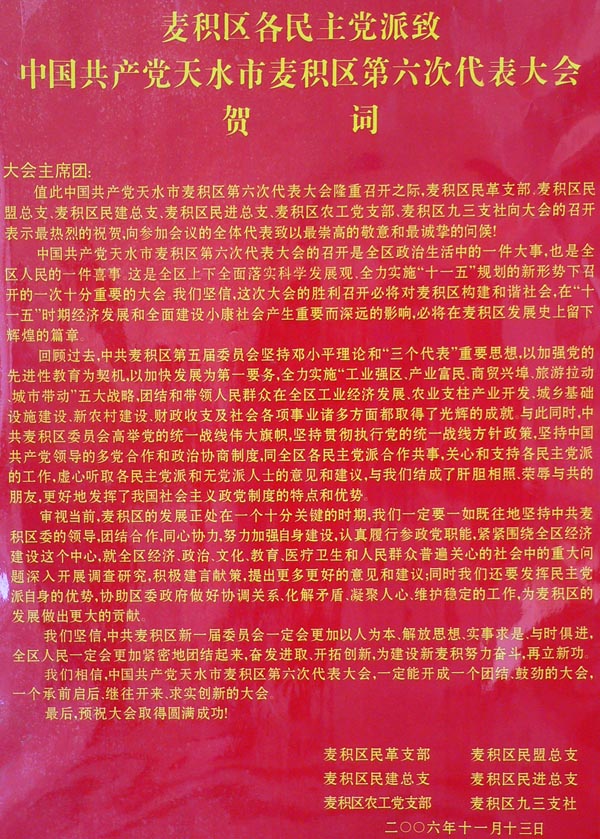 麦积区各民主党派致
中国共产党天水市麦积区第六次代表大会
贺 词
大会主席团:
值此中国共产党天水市麦积区第六次代表大会隆重召开之际,麦积区民革支部、麦积区民
盟总支、麦积区民建总支、麦积区民进总支、麦积区农工党支部、麦积区九三支社向大会的召开
表示最热烈的祝贺,向参加会议的全体代表致以最崇高的敬意和最诚挚的问候!
中国共产党天水市麦积区第六次代表大会的召开是全区政治生活中的一件大事,也是全
区人民的一件喜事.这是全区上下全面落实科学发展观、全力实施“十一五”规划的新形势下召
开的一次十分重要的大会.我们坚信,这次大会的胜利召开必将对麦积区构建和谐社会,在“十
一五”时期经济发展和全面建设小康社会产生重要而深远的影响,必将在麦积区发展史上留下
辉煌的篇章。
回顾过去,中共麦积区第五届委员会坚持邓小平理论和“三个代表”重要思想,以加强党的
先进性教育为契机,以加快发展为第一要务,全力实施“工业强区、产业富民、商贸兴埠、旅游拉动
、城市带动”五大战略,团结和带领人民群众在全区工业经济发展、农业支柱产业开发、城乡基础
设施建设、新农村建设、财政收支及社会各项事业诸多方面都取得了光辉的成就.与此同时,中
共麦积区委员会高举党的统一战线伟大旗帜,坚持贯彻执行党的统一战线方针政策,坚持中国
共产党领导的多党合作和政治协商制度,同全区各民主党派合作共事,关心和支持各民主党派
的工作,虚心听取各民主党派和无党派人士的意见和建议,与我们结成了肝胆相照、荣辱与共的
朋友,更好地发挥了我国社会主义政党制度的特点和优势。
审视当前,麦积区的发展正处在一个十分关键的时期,我们一定要一如既往地坚持中共麦
积区委的领导,团结合作,同心协力,努力加强自身建设,认真履行参政党职能,紧紧围绕全区经济
建设这个中心,就全区经济、政治、文化、教育、医疗卫生和人民群众普遍关心的社会中的重大问
题深入开展调查研究,积极建言献策,提出更多更好的意见和建议;同时我们还要发挥民主党
派自身的优势,协助区委政府做好协调关系、化解矛盾、凝聚人心、维护稳定的工作,为麦积区的
发展做出更大的贡献。
我们坚信,中共麦积区新一届委员会一定会更加以人为本、解放思想、实事求是、与时俱进,
全区人民一定会更加紧密地团结起来,奋发进取、开拓创新,为建设新麦积努力奋斗,再立新功.
我们相信,中国共产党天水市麦积区第六次代表大会,一定能开成一个团结、鼓劲的大会,
一个承前启后、继往开来、求实创新的大会。
最后,预祝大会取得圆满成功!
麦积区民革支部 麦积区民盟总支
麦积区民建总支 麦积区民进总支
麦积区农工党支部 麦积区九三支社
二〇〇六年十一月十三日